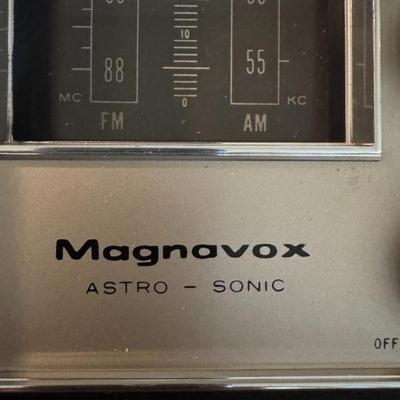 10
88 55
MC 0 KC
FM AM
Magnavox
ASTRO – SONIC
OFF